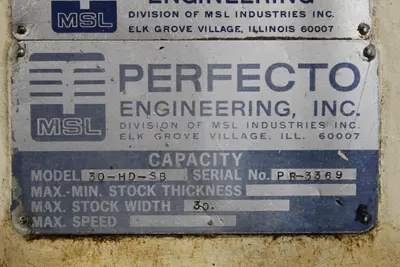 ENGINEERING
MSL
DIVISION OF MSL INDUSTRIES INC.
ELK GROVE VILLAGE, ILLINOIS 60007
PERFECTO
ENGINEERING, INC.
MSL
DIVISION OF MSL INDUSTRIES INC.
ELK GROVE VILLAGE, ILL. 60007
CAPACITY
MODEL 30-HD-SB SERIAL No. PR-3369
MAX.-MIN. STOCK THICKNESS
MAX. STOCK WIDTH 30.
MAX. SPEED